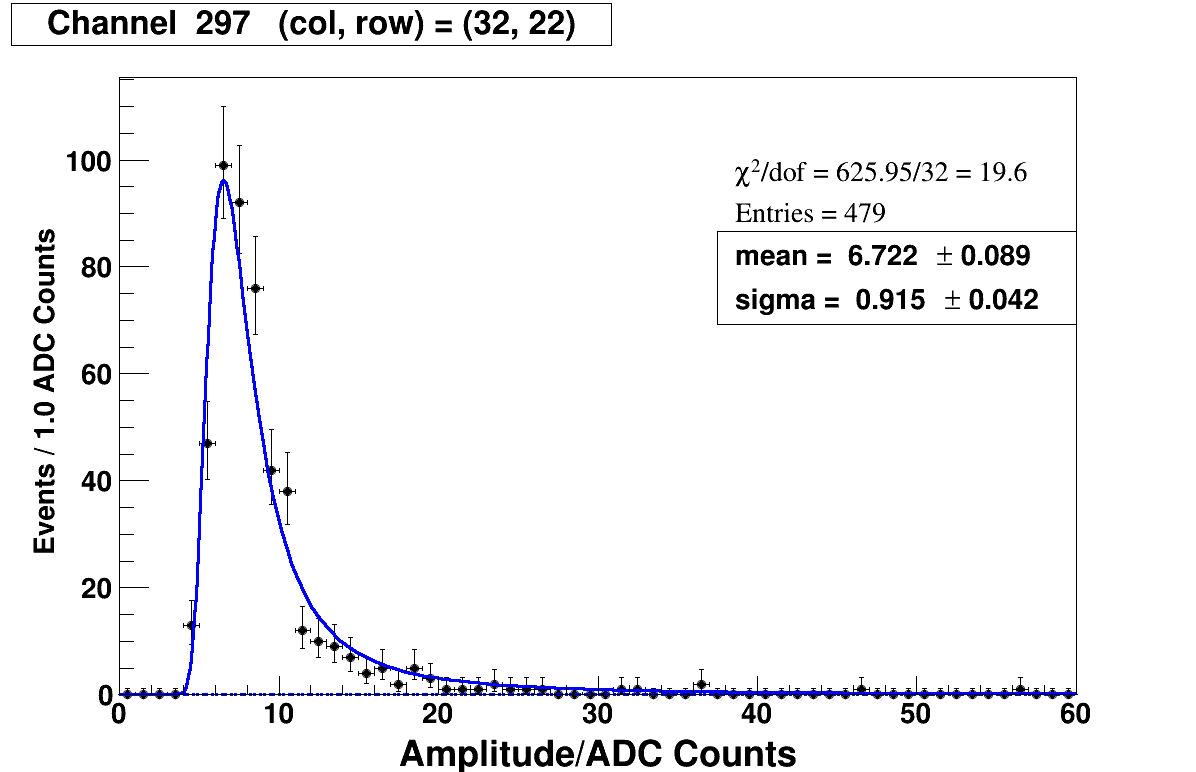 Channel 297 (col, row) = (32, 22)
χ²/dof = 625.95/32 = 19.6
Entries = 479
mean = 6.722 ± 0.089
sigma = 0.915 ± 0.042
Events / 1.0 ADC Counts
100
80
60
40
20
0
0 10 20 30 40 50 60
Amplitude/ADC Counts